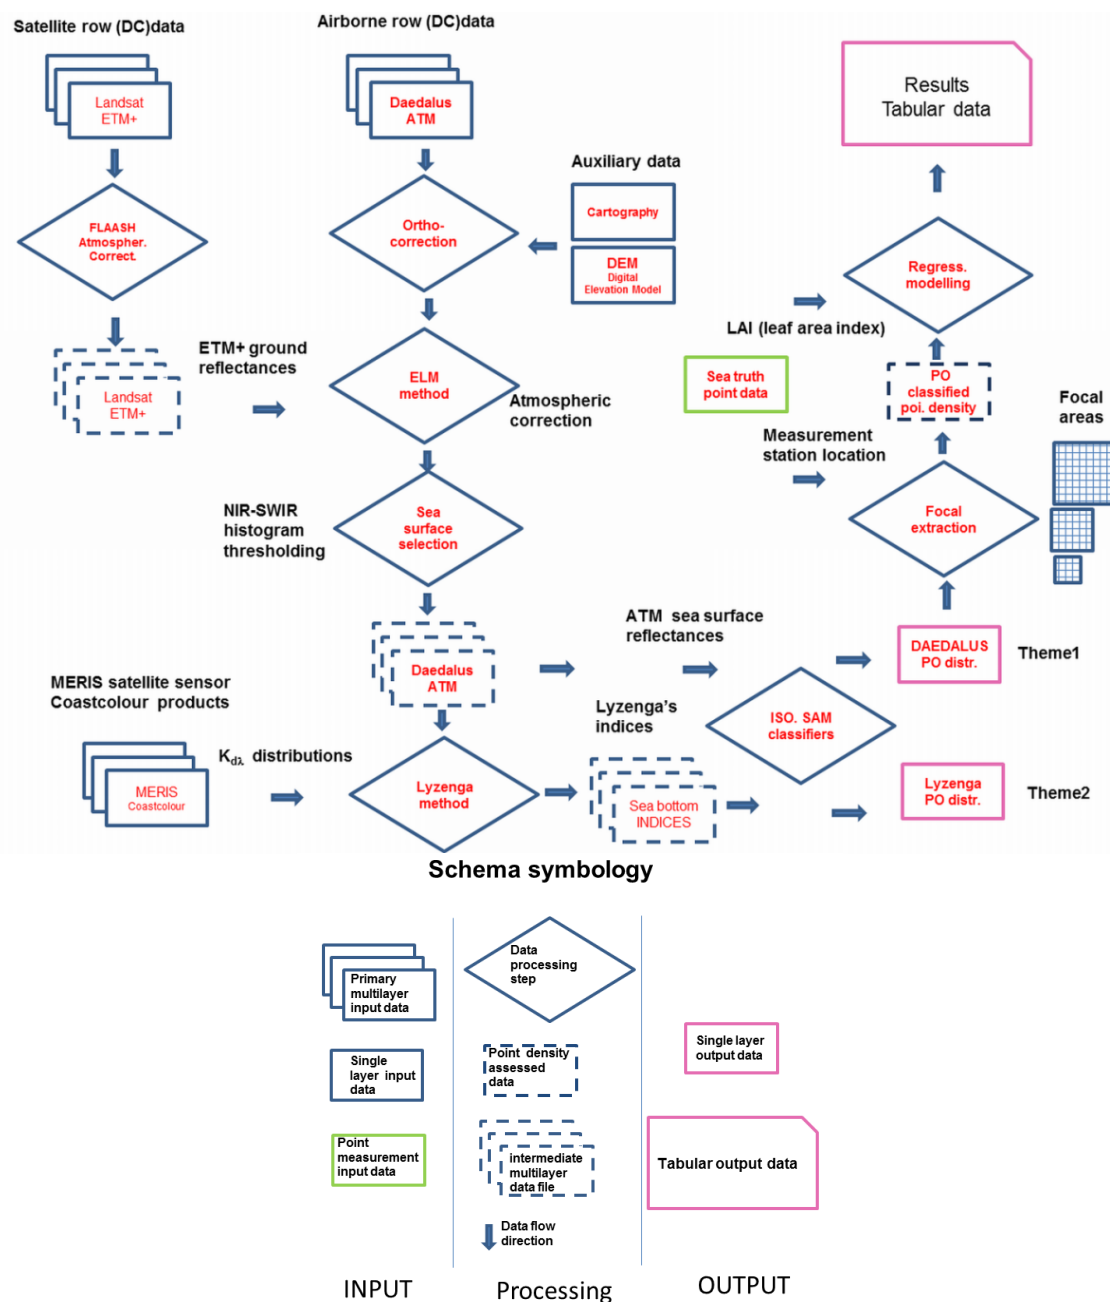 Satellite row (DC)data
Airborne row (DC)data
Landsat
ETM+
Daedalus
ATM
Results
Tabular data
Auxiliary data
Cartography
DEM
Digital
Elevation Model
FLAASH
Atmospher.
Correct.
Ortho-
correction
Regress.
modelling
LAI (leaf area index)
ETM+ ground
reflectances
Landsat
ETM+
ELM
method
Atmospheric
correction
Sea truth
point data
PO
classified
poi. density
Focal
areas
Measurement
station location
NIR-SWIR
histogram
thresholding
Sea
surface
selection
Focal
extraction
ATM sea surface
reflectances
Daedalus
ATM
DAEDALUS
PO distr.
Theme1
MERIS satellite sensor
Coastcolour products
Lyzenga's
indices
ISO. SAM
classifiers
Kdλ distributions
MERIS
Coastcolour
Lyzenga
method
Sea bottom
INDICES
Lyzenga
PO distr.
Theme2
Schema symbology
Primary
multilayer
input data
Data
processing
step
Single layer
output data
Single
layer input
data
Point density
assessed
data
Point
measurement
input data
intermediate
multilayer
data file
Tabular output data
Data flow
direction
INPUT
Processing
OUTPUT